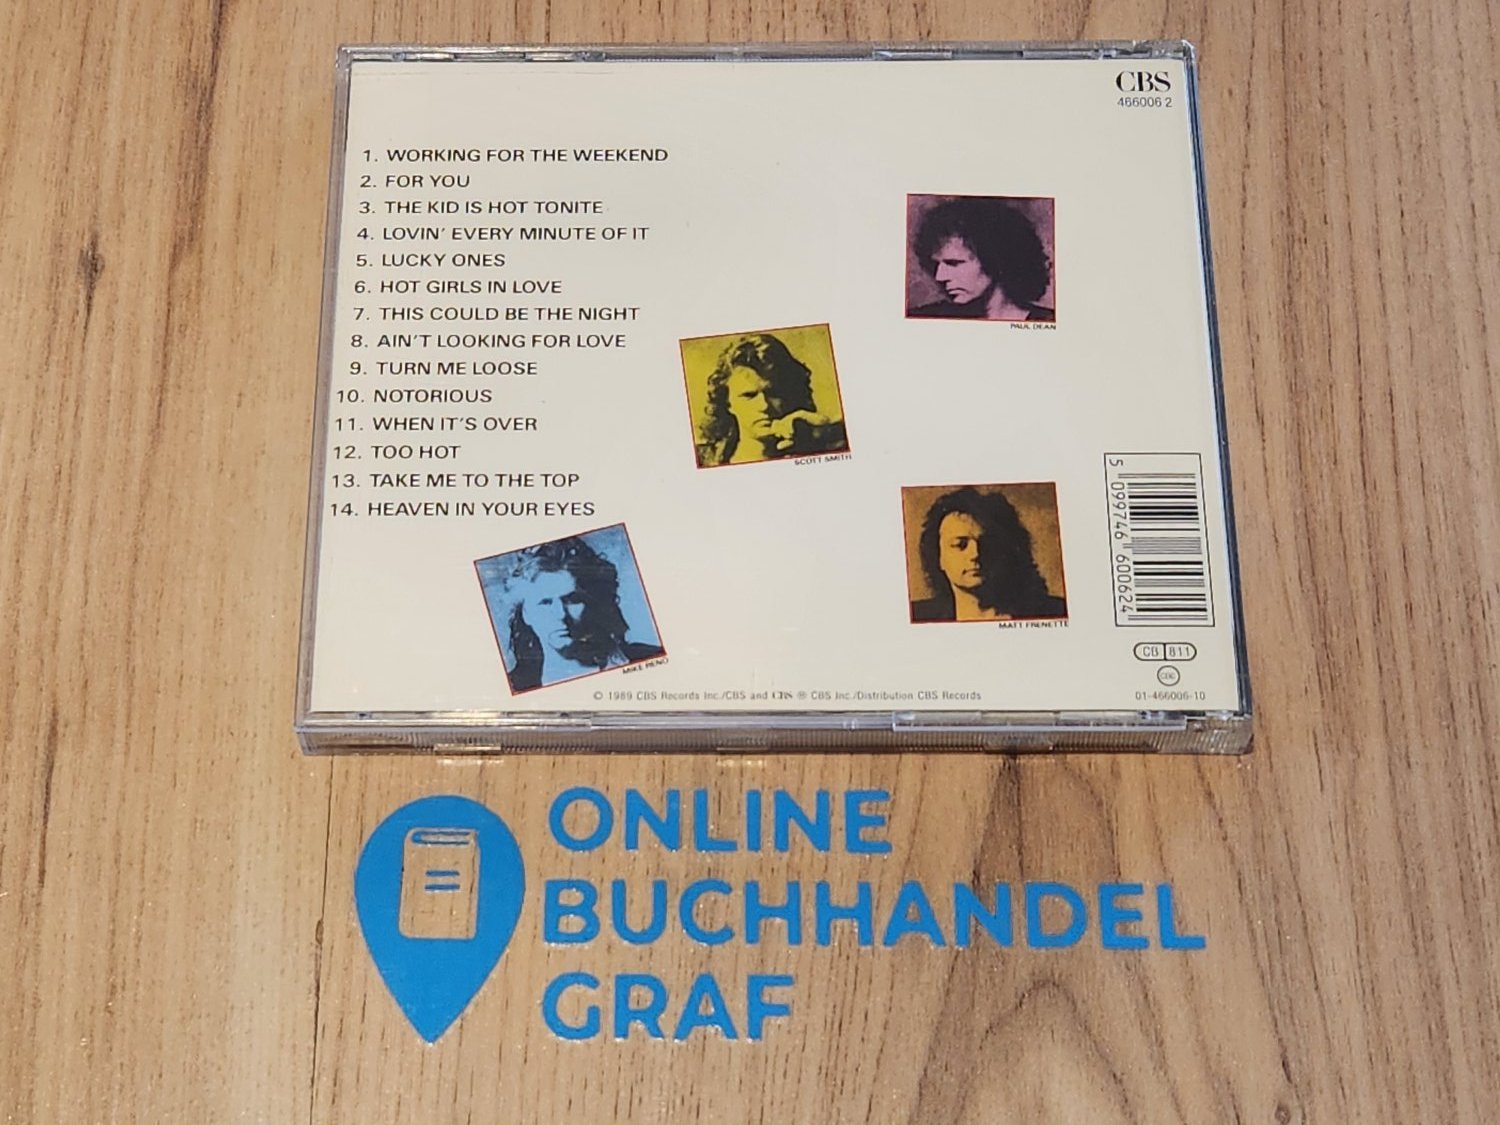 CBS
466006 2
1. WORKING FOR THE WEEKEND
2. FOR YOU
3. THE KID IS HOT TONITE
4. LOVIN' EVERY MINUTE OF IT
5. LUCKY ONES
6. HOT GIRLS IN LOVE
7. THIS COULD BE THE NIGHT
8. AIN'T LOOKING FOR LOVE
9. TURN ME LOOSE
10. NOTORIOUS
11. WHEN IT'S OVER
12. TOO HOT
13. TAKE ME TO THE TOP
14. HEAVEN IN YOUR EYES
PAUL DEAN
SCOTT SMITH
MATT FRENETTE
MIKE RENO
5 099746 600624
CB 811
01-466006-10
© 1989 CBS Records Inc./CBS and CBS ℗ CBS Inc./Distribution CBS Records
ONLINE
BUCHHANDEL
GRAF